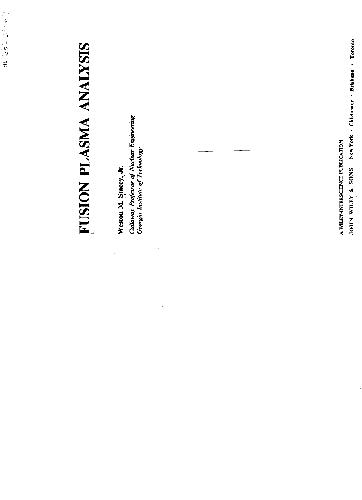 FUSION PLASMA ANALYSIS
Weston M. Stacey, Jr.
Callaway Professor of Nuclear Engineering
Georgia Institute of Technology
A WILEY-INTERSCIENCE PUBLICATION
JOHN WILEY & SONS New York · Chichester · Brisbane · Toronto